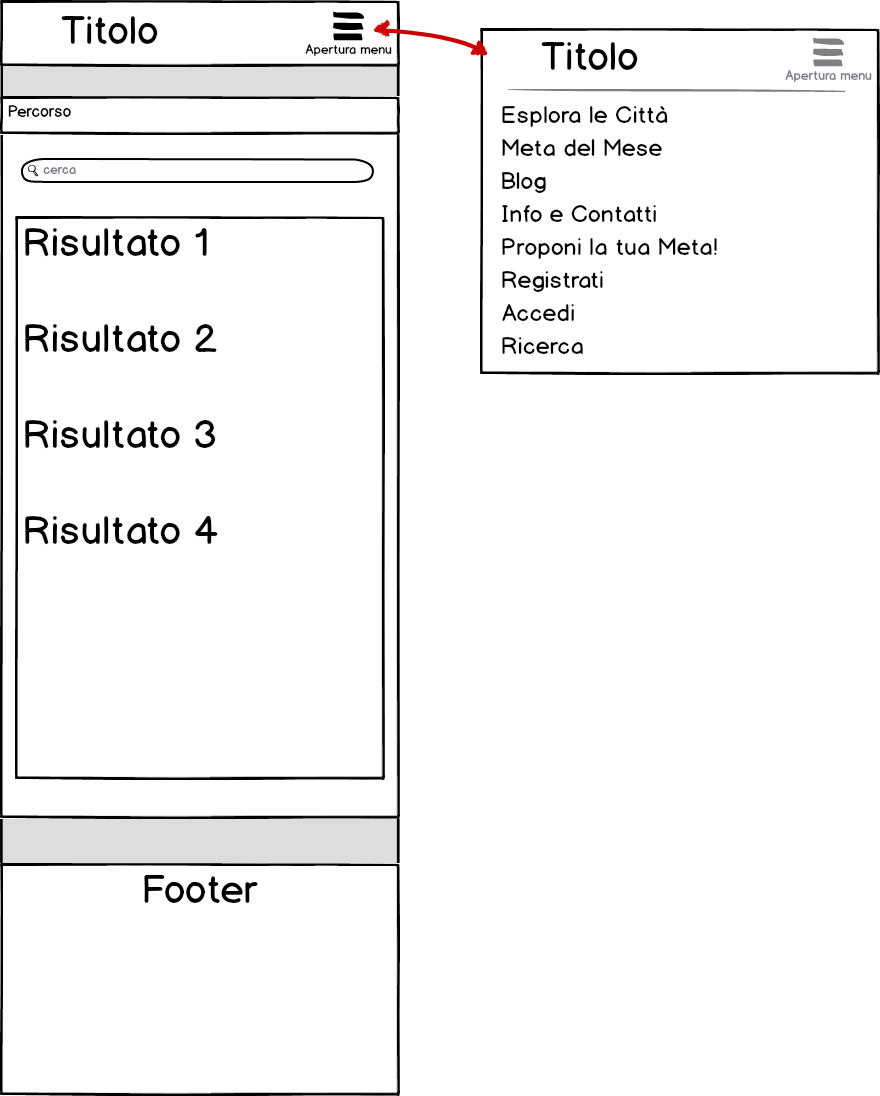 Titolo
Apertura menu
Percorso
cerca
Risultato 1
Risultato 2
Risultato 3
Risultato 4
Footer
Titolo
Apertura menu
Esplora le Città
Meta del Mese
Blog
Info e Contatti
Proponi la tua Meta!
Registrati
Accedi
Ricerca